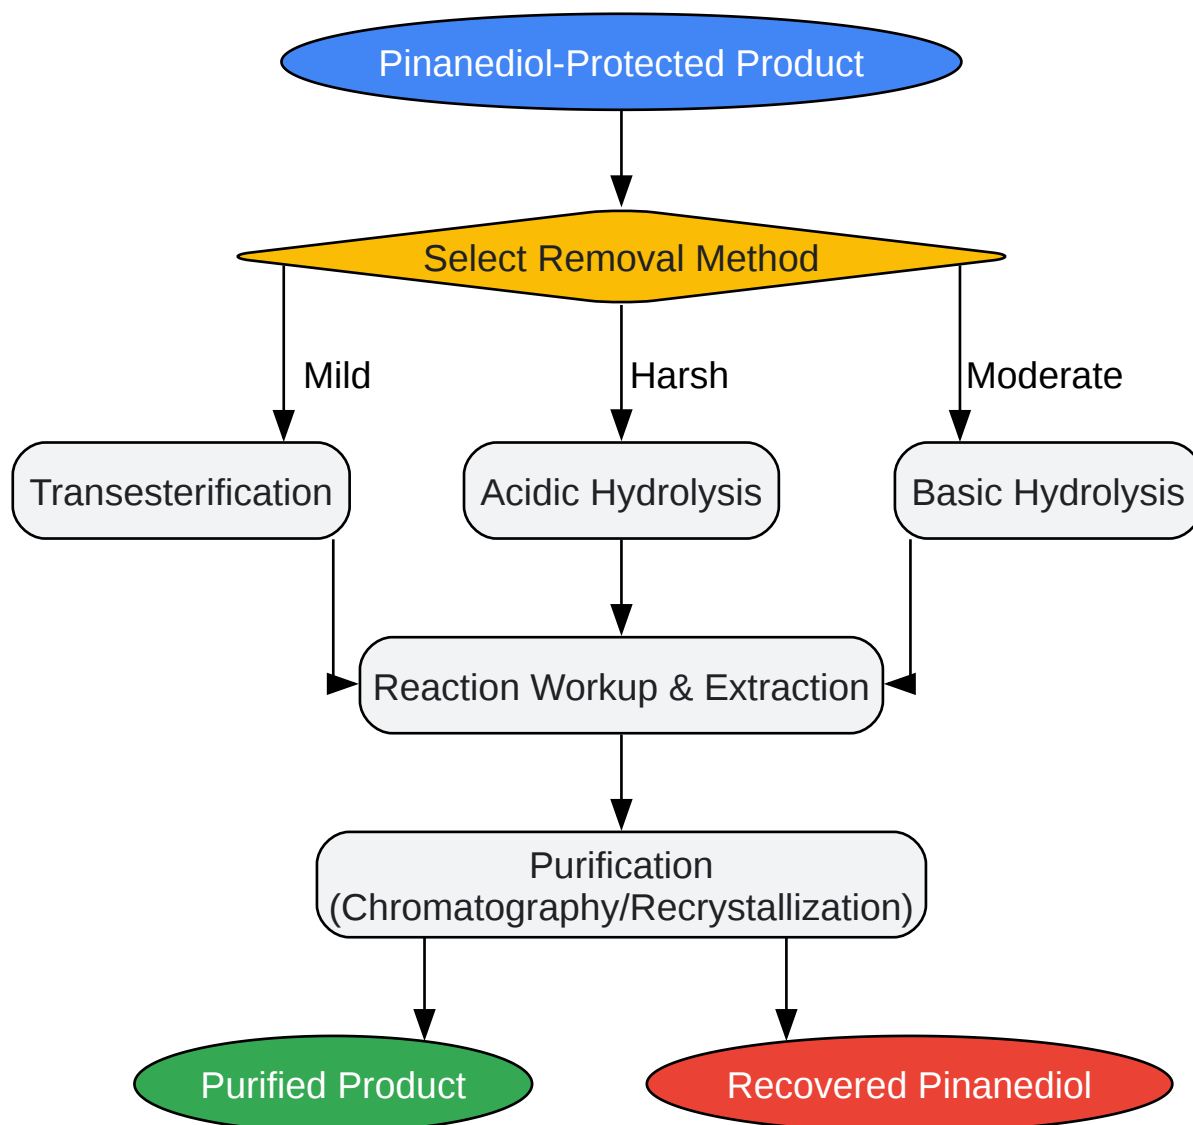 Pinanediol-Protected Product
Select Removal Method
Mild
Harsh
Moderate
Transesterification
Acidic Hydrolysis
Basic Hydrolysis
Reaction Workup & Extraction
Purification
(Chromatography/Recrystallization)
Purified Product
Recovered Pinanediol